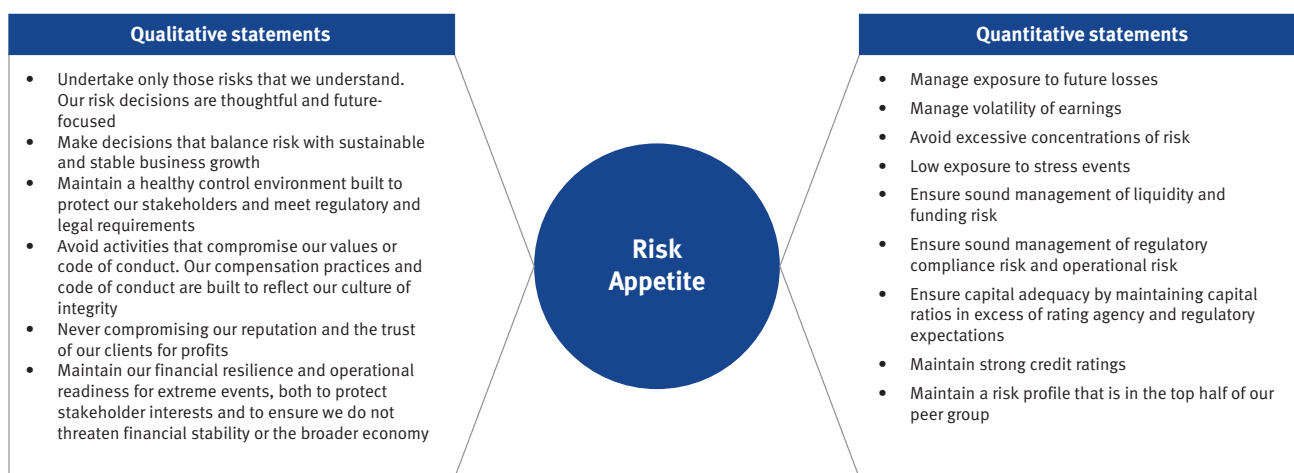 Qualitative statements
• Undertake only those risks that we understand.
Our risk decisions are thoughtful and future-
focused
• Make decisions that balance risk with sustainable
and stable business growth
• Maintain a healthy control environment built to
protect our stakeholders and meet regulatory and
legal requirements
• Avoid activities that compromise our values or
code of conduct. Our compensation practices and
code of conduct are built to reflect our culture of
integrity
• Never compromising our reputation and the trust
of our clients for profits
• Maintain our financial resilience and operational
readiness for extreme events, both to protect
stakeholder interests and to ensure we do not
threaten financial stability or the broader economy
Risk
Appetite
Quantitative statements
• Manage exposure to future losses
• Manage volatility of earnings
• Avoid excessive concentrations of risk
• Low exposure to stress events
• Ensure sound management of liquidity and
funding risk
• Ensure sound management of regulatory
compliance risk and operational risk
• Ensure capital adequacy by maintaining capital
ratios in excess of rating agency and regulatory
expectations
• Maintain strong credit ratings
• Maintain a risk profile that is in the top half of our
peer group